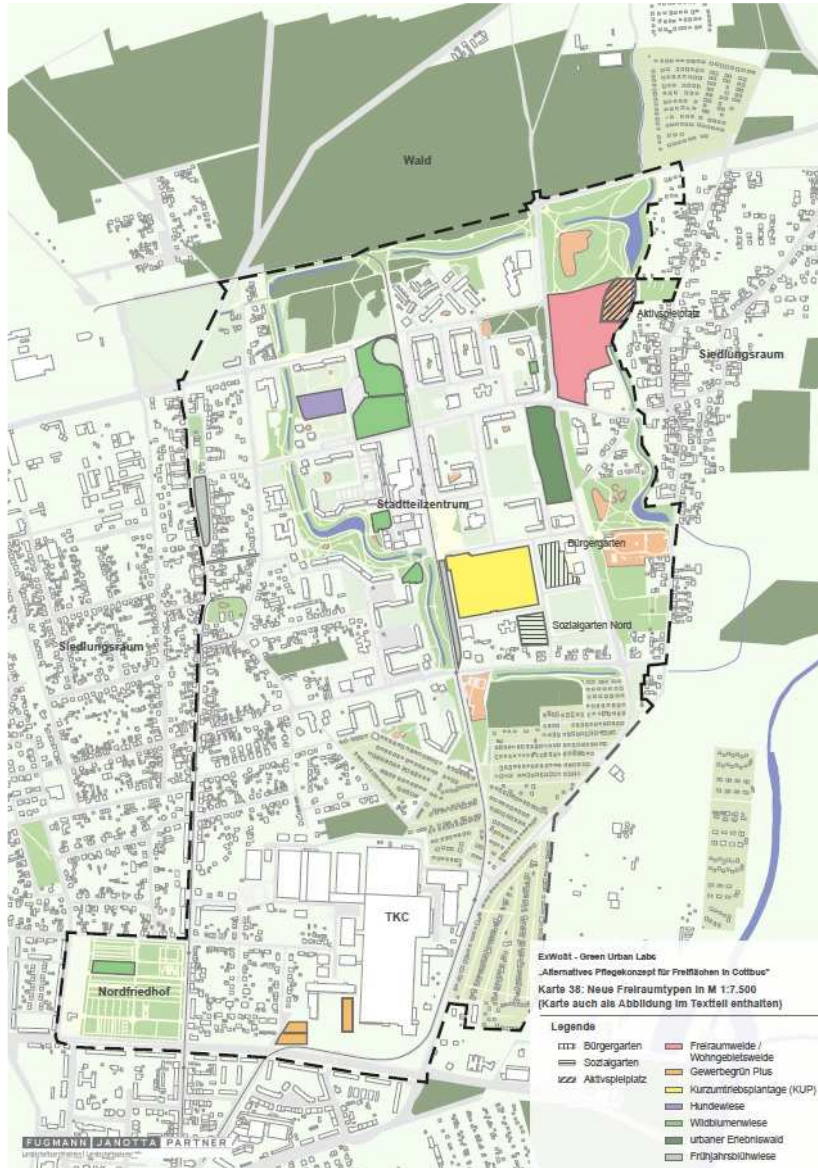 Wald
Aktivspielplatz
Siedlungsraum
Stadtteilzentrum
Bürgergarten
Sozialgarten Nord
Siedlungsraum
TKC
Nordfriedhof
ExWoSt - Green Urban Labs
„Alternatives Pflegekonzept für Freiflächen in Cottbus"
Karte 38: Neue Freiraumtypen in M 1:7.500
(Karte auch als Abbildung im Textteil enthalten)
Legende
Bürgergarten
Sozialgarten
Aktivspielplatz
Freiraumweide /
Wohngebietsweide
Gewerbegrün Plus
Kurzumtriebsplantage (KUP)
Hundewiese
Wildblumenwiese
urbaner Erlebniswald
Frühjahrsblühwiese
FUGMANN JANOTTA PARTNER